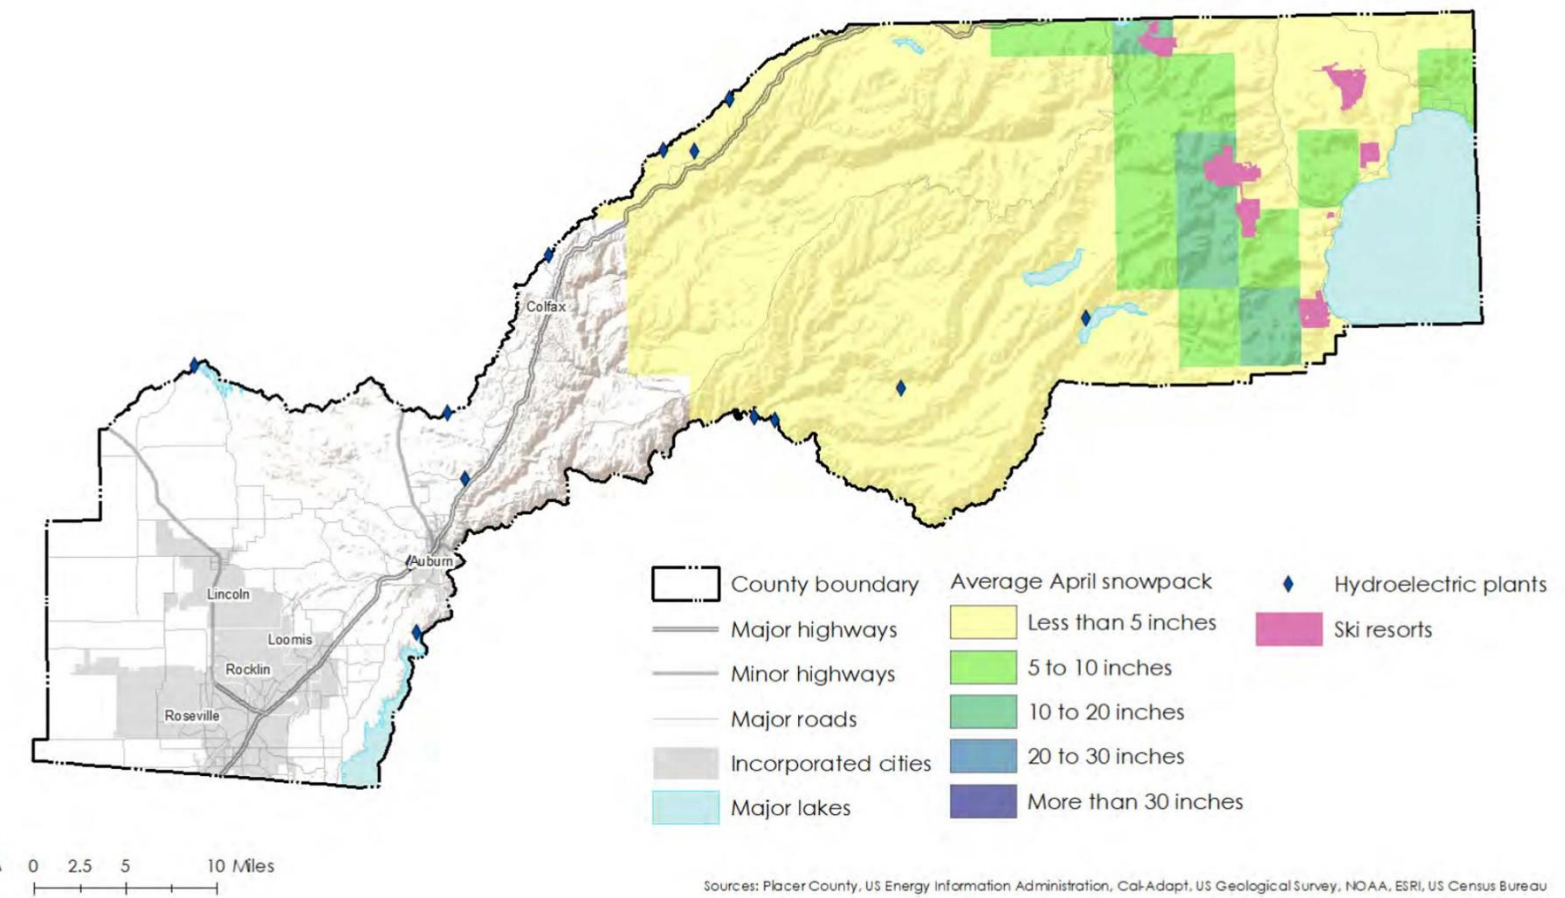 Colfax
Auburn
Lincoln
Loomis
Rocklin
Roseville
County boundary
Major highways
Minor highways
Major roads
Incorporated cities
Major lakes
Average April snowpack
Less than 5 inches
5 to 10 inches
10 to 20 inches
20 to 30 inches
More than 30 inches
Hydroelectric plants
Ski resorts
0 2.5 5 10 Miles
Sources: Placer County, US Energy Information Administration, Cal-Adapt, US Geological Survey, NOAA, ESRI, US Census Bureau